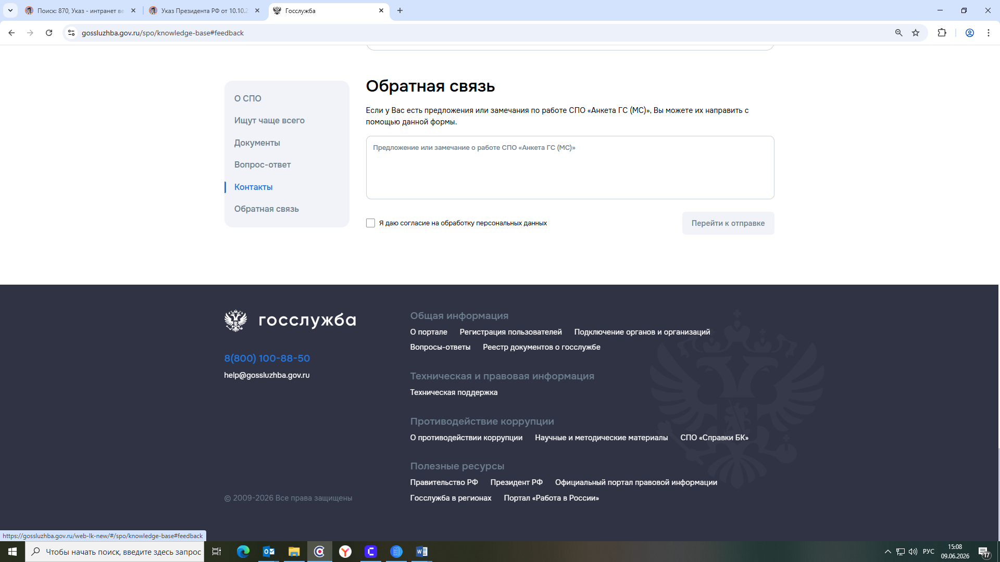 Поиск: 870, Указ - интранет ве
Указ Президента РФ от 10.10.2
Госслужба
gossluzhba.gov.ru/spo/knowledge-base#feedback
О СПО
Ищут чаще всего
Документы
Вопрос-ответ
Контакты
Обратная связь
Обратная связь
Если у Вас есть предложения или замечания по работе СПО «Анкета ГС (МС)», Вы можете их направить с
помощью данной формы.
Предложение или замечание о работе СПО «Анкета ГС (МС)»
Я даю согласие на обработку персональных данных
Перейти к отправке
госслужба
8(800) 100-88-50
help@gossluzhba.gov.ru
© 2009-2026 Все права защищены
Общая информация
О портале Регистрация пользователей Подключение органов и организаций
Вопросы-ответы Реестр документов о госслужбе
Техническая и правовая информация
Техническая поддержка
Противодействие коррупции
О противодействии коррупции Научные и методические материалы СПО «Справки БК»
Полезные ресурсы
Правительство РФ Президент РФ Официальный портал правовой информации
Госслужба в регионах Портал «Работа в России»
https://gossluzhba.gov.ru/web-lk-new/#/spo/knowledge-base#feedback
Чтобы начать поиск, введите здесь запрос
РУС
15:08
09.06.2026
17